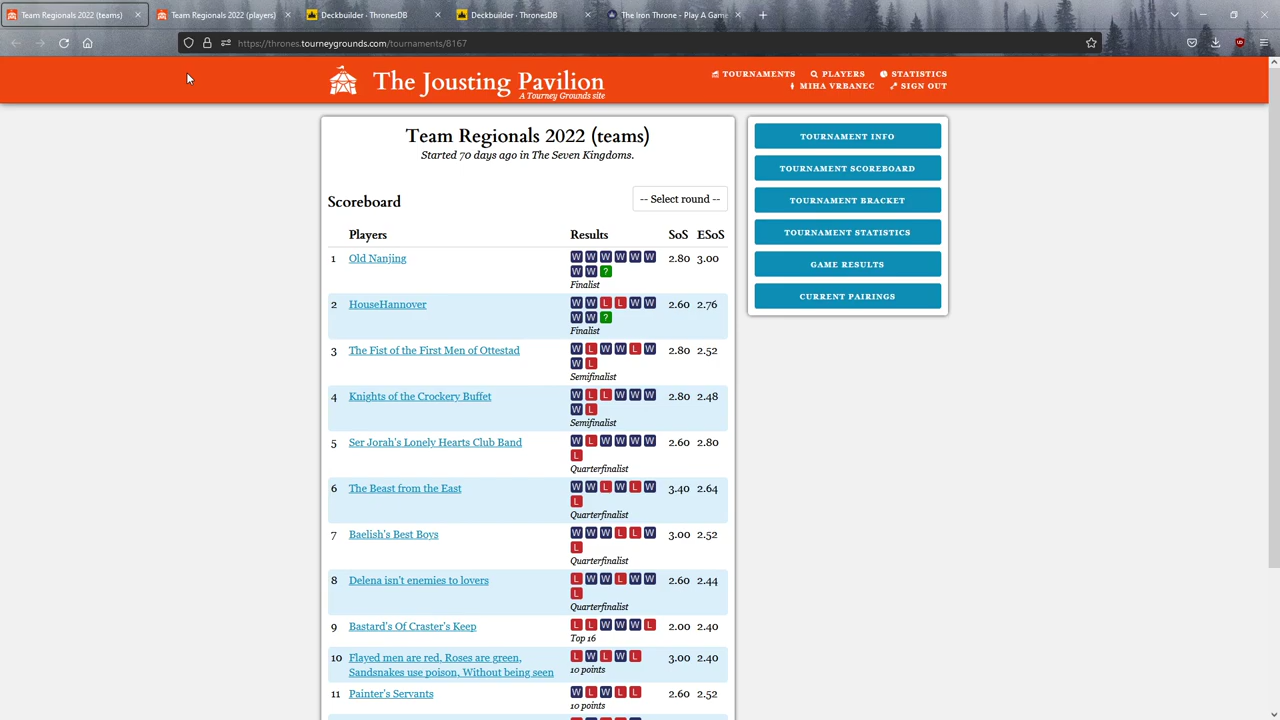 Team Regionals 2022 (teams)
Team Regionals 2022 (players)
Deckbuilder · ThronesDB
Deckbuilder · ThronesDB
The Iron Throne - Play A Game
https://thrones.tourneygrounds.com/tournaments/8167
The Jousting Pavilion
A Tourney Grounds site
TOURNAMENTS PLAYERS STATISTICS
MIHA VRBANEC SIGN OUT
Team Regionals 2022 (teams)
Started 70 days ago in The Seven Kingdoms.
Scoreboard
-- Select round --
Players Results SoS ESoS
1 Old Nanjing W W W W W W 2.80 3.00
W W ?
Finalist
2 HouseHannover W W L L W W 2.60 2.76
W W ?
Finalist
3 The Fist of the First Men of Ottestad W L W W L W 2.80 2.52
W L
Semifinalist
4 Knights of the Crockery Buffet W L L W W W 2.80 2.48
W L
Semifinalist
5 Ser Jorah's Lonely Hearts Club Band W L W W W W 2.60 2.80
L
Quarterfinalist
6 The Beast from the East W W L W L W 3.40 2.64
L
Quarterfinalist
7 Baelish's Best Boys W W W L L W 3.00 2.52
L
Quarterfinalist
8 Delena isn't enemies to lovers L W W L W W 2.60 2.44
L
Quarterfinalist
9 Bastard's Of Craster's Keep L L W W W L 2.00 2.40
Top 16
10 Flayed men are red, Roses are green, L W L W L 3.00 2.40
Sandsnakes use poison, Without being seen
10 points
11 Painter's Servants W L W L L 2.60 2.52
10 points
TOURNAMENT INFO
TOURNAMENT SCOREBOARD
TOURNAMENT BRACKET
TOURNAMENT STATISTICS
GAME RESULTS
CURRENT PAIRINGS